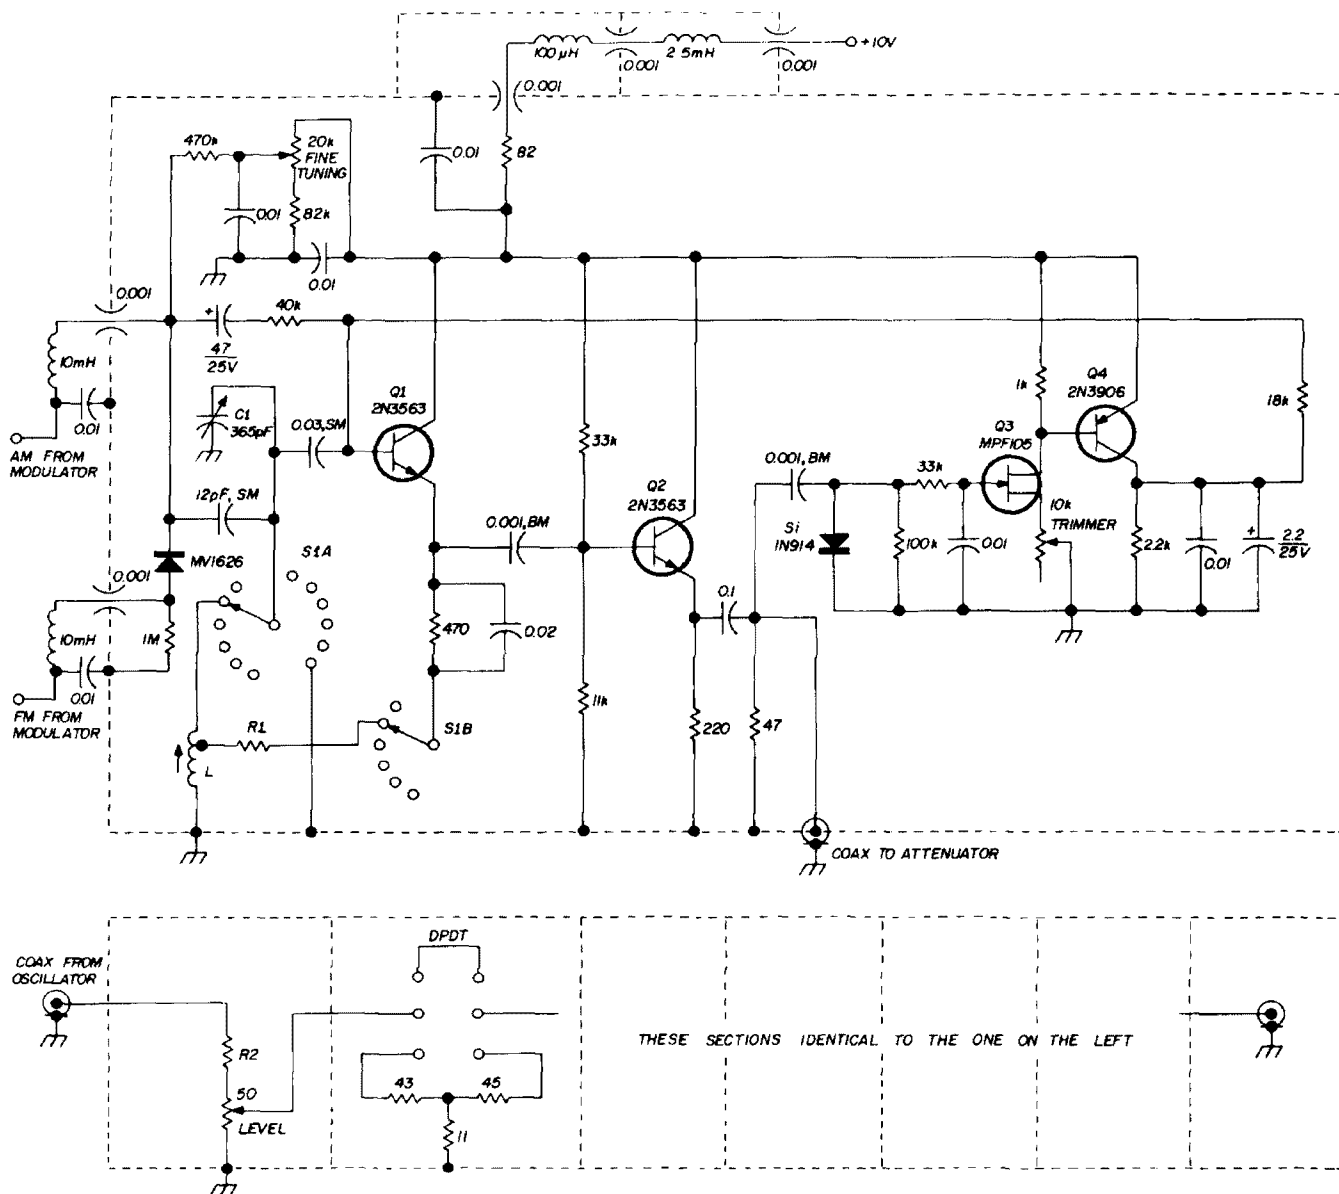 100 µH
2 5mH
+10V
0.001
0.001
0.001
470k
20k
FINE
TUNING
0.01
82
0.01
82k
0.01
0.001
40k
+
47
25V
10mH
0.01
AM FROM
MODULATOR
C1
365pF
0.03,SM
Q1
2N3563
12pF, SM
MV1626
S1A
0.001
10mH
1M
0.01
FM FROM
MODULATOR
0.001,BM
470
0.02
R1
S1B
L
33k
11k
Q2
2N3563
220
0.1
47
0.001,BM
Si
1N914
33k
100k
0.01
Q3
MPF105
1k
Q4
2N3906
10k
TRIMMER
18k
2.2k
0.01
+
2.2
25V
COAX TO ATTENUATOR
COAX FROM
OSCILLATOR
DPDT
R2
50
LEVEL
43
45
11
THESE SECTIONS IDENTICAL TO THE ONE ON THE LEFT